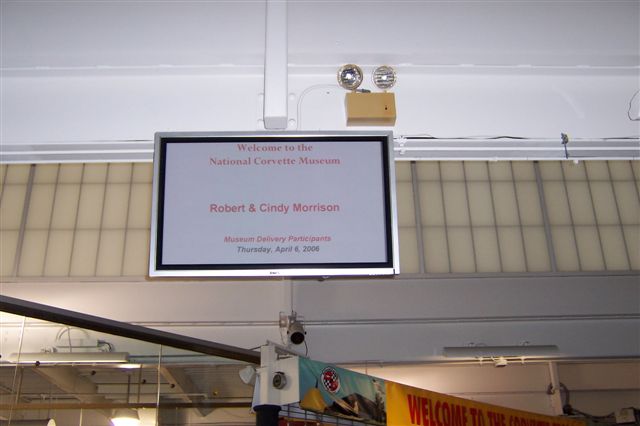 Welcome to the
National Corvette Museum
Robert & Cindy Morrison
Museum Delivery Participants
Thursday, April 6, 2006
WELCOME TO THE CORVETTE